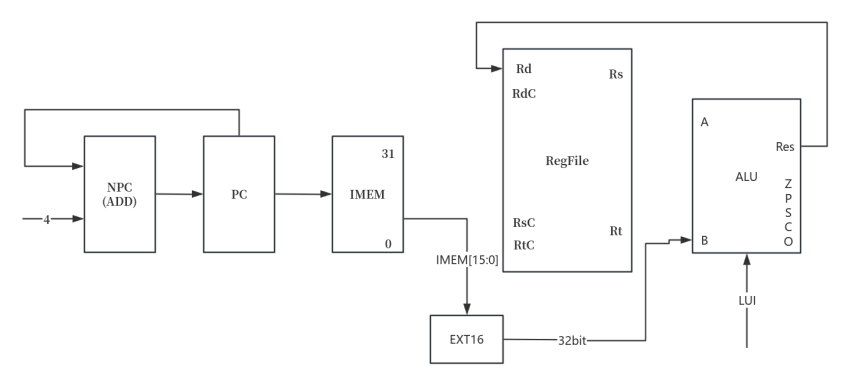 NPC
(ADD)
4
PC
31
IMEM
0
IMEM[15:0]
EXT16
32bit
Rd
Rs
RdC
RegFile
RsC
Rt
RtC
A
Res
ALU
Z
P
S
C
B
O
LUI